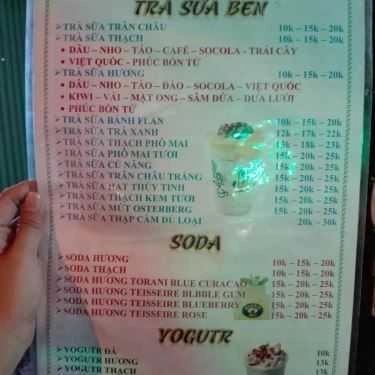 TRÀ SỮA BEN
TRÀ SỮA TRÂN CHÂU 10k – 15k – 20k
TRÀ SỮA THẠCH 10k – 15k – 20k
DÂU – NHO – TÁO – CAFÉ – SOCOLA – TRÁI CÂY
VIỆT QUỐC – PHÚC BỒN TỬ
TRÀ SỮA HƯƠNG 10k – 15k – 20k
DÂU – NHO – TÁO – ĐÀO – SOCOLA – VIỆT QUỐC
KIWI – VẢI – MẬT ONG – SẦM DỨA – DƯA LƯỚI
PHÚC BỒN TỬ
TRÀ SỮA BÁNH FLAN 10k – 15k – 20k
TRÀ SỮA TRÀ XANH 12k – 17k – 22k
TRÀ SỮA THẠCH PHÔ MAI 13k – 18k – 23k
TRÀ SỮA PHÔ MAI TƯƠI 15k – 20k – 25k
TRÀ SỮA CỦ NĂNG 15k – 20k – 25k
TRÀ SỮA TRÂN CHÂU TRẮNG 15k – 20k – 25k
TRÀ SỮA HẠT THỦY TINH 15k – 20k – 25k
TRÀ SỮA THẠCH KEM TƯƠI 15k – 20k – 25k
TRÀ SỮA MỨT OSTERBERG 15k – 20k – 25k
TRÀ SỮA THẬP CẨM ĐỦ LOẠI 20k – 30k
SODA
SODA HƯƠNG 10k – 15k – 20k
SODA THẠCH 10k – 15k – 20k
SODA HƯƠNG TORANI BLUE CURACAO 15k – 20k – 25k
SODA HƯƠNG TEISSEIRE BUBBLE GUM 15k – 20k – 25k
SODA HƯƠNG TEISSEIRE BLUEBERRY 15k – 20k – 25k
SODA HƯƠNG TEISSEIRE ROSE 15k – 20k – 25k
YOGUTR
YOGUTR ĐÁ 10k
YOGUTR HƯƠNG 13k
YOGUTR THẠCH 13k